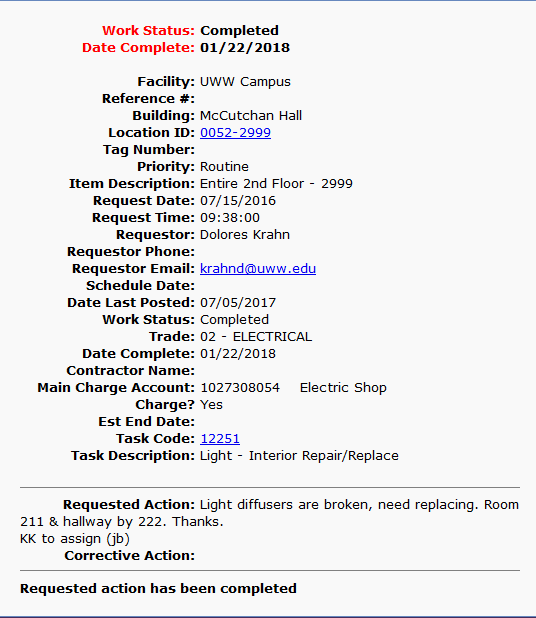 Work Status: Completed
Date Complete: 01/22/2018
Facility: UWW Campus
Reference #:
Building: McCutchan Hall
Location ID: 0052-2999
Tag Number:
Priority: Routine
Item Description: Entire 2nd Floor - 2999
Request Date: 07/15/2016
Request Time: 09:38:00
Requestor: Dolores Krahn
Requestor Phone:
Requestor Email: krahnd@uww.edu
Schedule Date:
Date Last Posted: 07/05/2017
Work Status: Completed
Trade: 02 - ELECTRICAL
Date Complete: 01/22/2018
Contractor Name:
Main Charge Account: 1027308054 Electric Shop
Charge? Yes
Est End Date:
Task Code: 12251
Task Description: Light - Interior Repair/Replace
Requested Action: Light diffusers are broken, need replacing. Room
211 & hallway by 222. Thanks.
KK to assign (jb)
Corrective Action:
Requested action has been completed